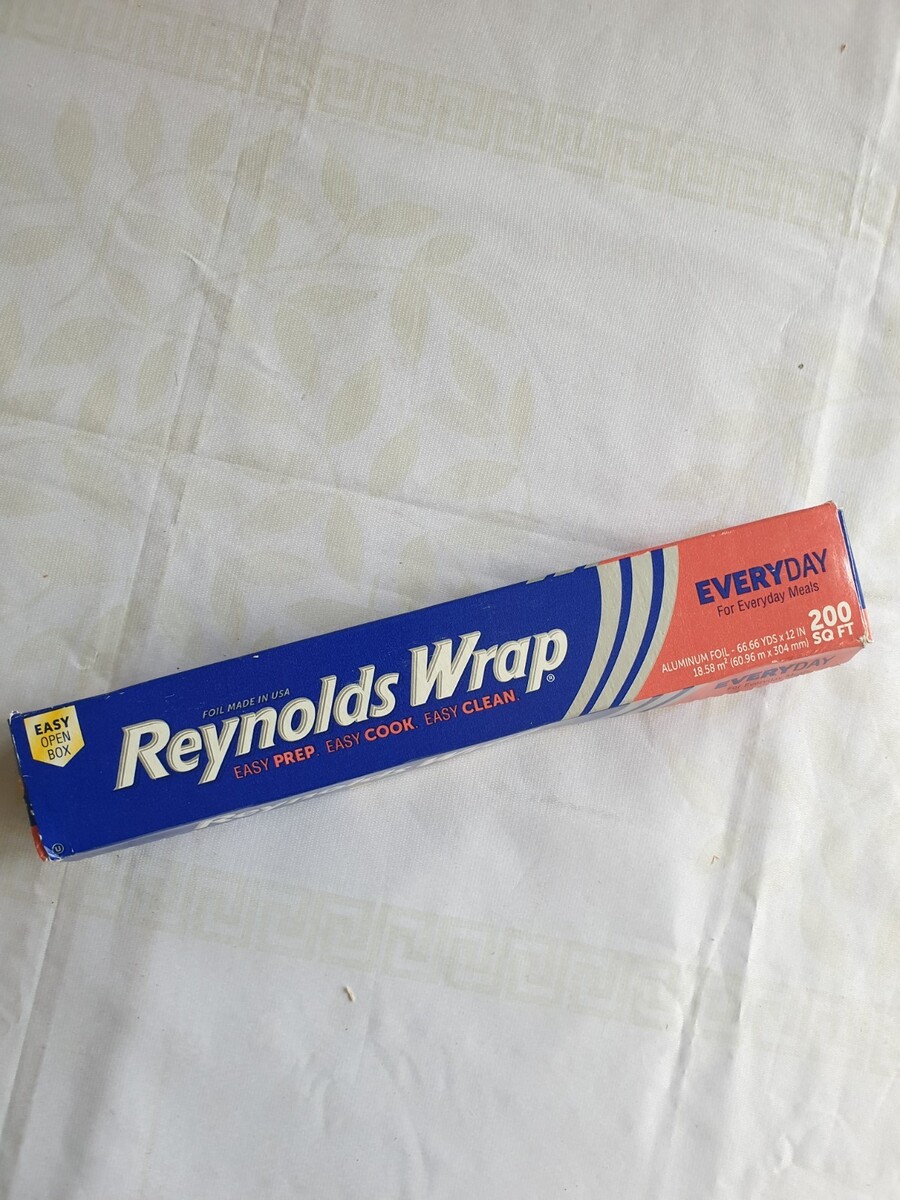 EASY
OPEN
BOX
FOIL MADE IN USA
Reynolds Wrap®
EASY PREP. EASY COOK. EASY CLEAN.
EVERYDAY
For Everyday Meals
ALUMINUM FOIL - 66.66 YDS x 12 IN
18.58 m² (60.96 m x 304 mm)
200
SQ FT
U
EVERYDAY